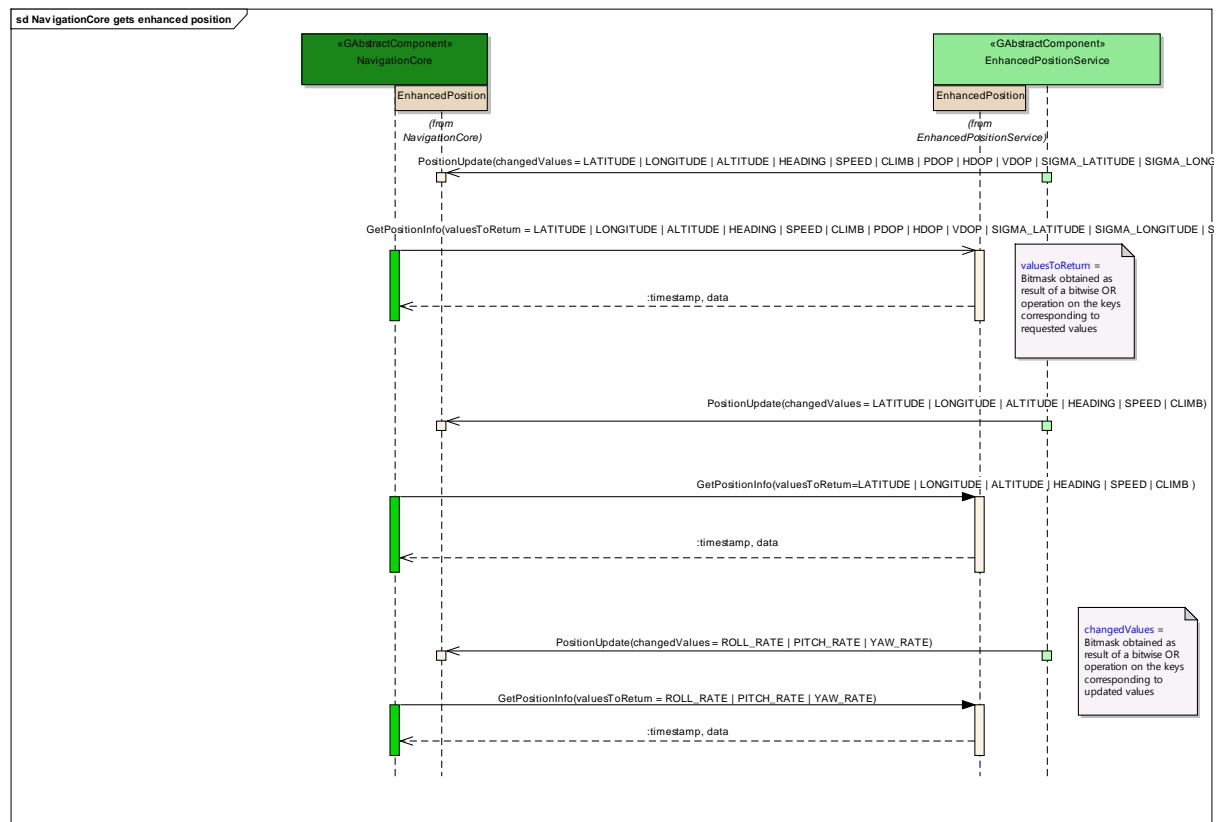 sd NavigationCore gets enhanced position
«GAbstractComponent»
NavigationCore
«GAbstractComponent»
EnhancedPositionService
EnhancedPosition
EnhancedPosition
(from
NavigationCore)
(from
EnhancedPositionService)
PositionUpdate(changedValues = LATITUDE | LONGITUDE | ALTITUDE | HEADING | SPEED | CLIMB | PDOP | HDOP | VDOP | SIGMA_LATITUDE | SIGMA_LONG
GetPositionInfo(valuesToReturn = LATITUDE | LONGITUDE | ALTITUDE | HEADING | SPEED | CLIMB | PDOP | HDOP | VDOP | SIGMA_LATITUDE | SIGMA_LONGITUDE | S
valuesToReturn =
Bitmask obtained as
result of a bitwise OR
operation on the keys
corresponding to
requested values
:timestamp, data
PositionUpdate(changedValues = LATITUDE | LONGITUDE | ALTITUDE | HEADING | SPEED | CLIMB)
GetPositionInfo(valuesToReturn=LATITUDE | LONGITUDE | ALTITUDE | HEADING | SPEED | CLIMB )
:timestamp, data
changedValues =
Bitmask obtained as
result of a bitwise OR
operation on the keys
corresponding to
updated values
PositionUpdate(changedValues = ROLL_RATE | PITCH_RATE | YAW_RATE)
GetPositionInfo(valuesToReturn = ROLL_RATE | PITCH_RATE | YAW_RATE)
:timestamp, data